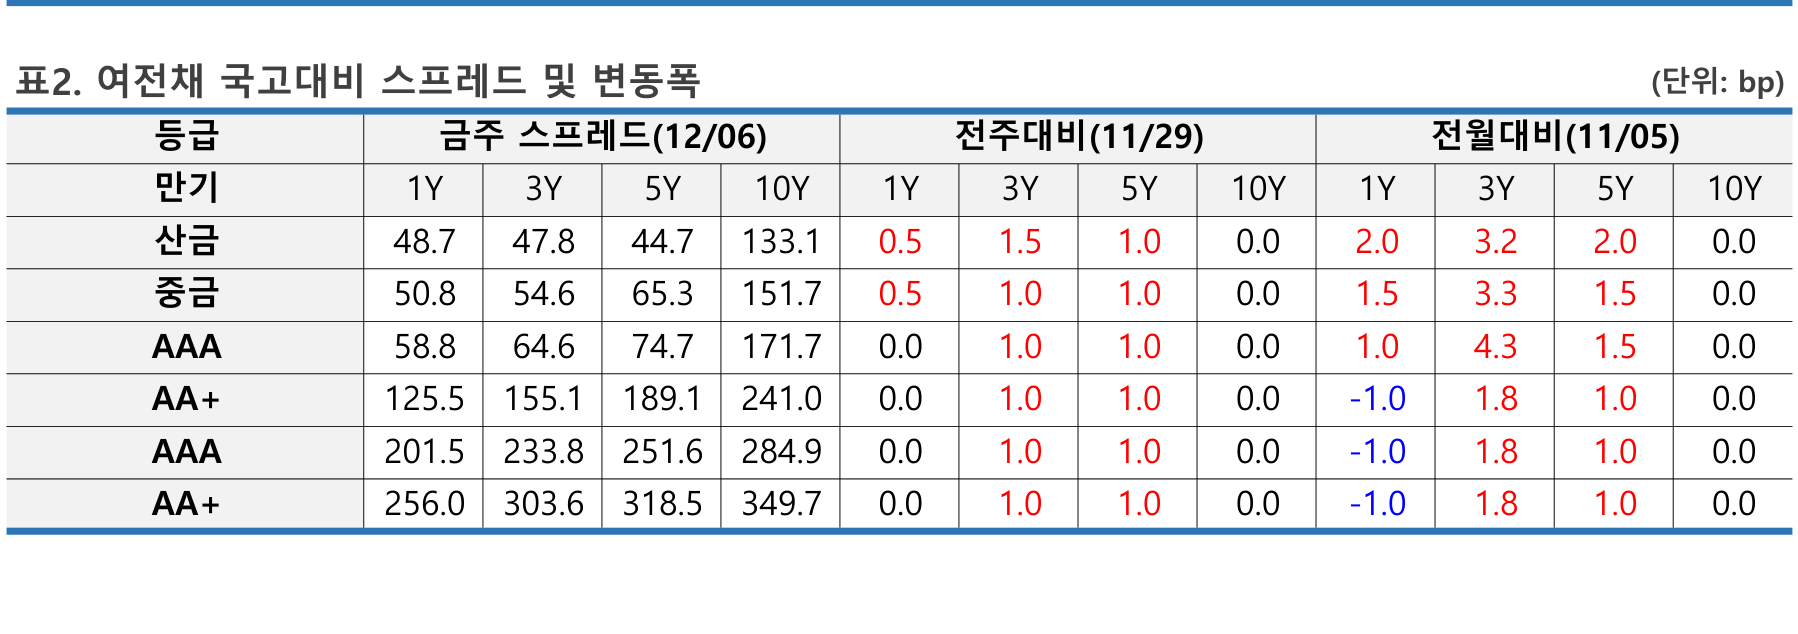 표2. 여전채 국고대비 스프레드 및 변동폭 (단위: bp)
등급 금주 스프레드(12/06) 전주대비(11/29) 전월대비(11/05)
만기 1Y 3Y 5Y 10Y 1Y 3Y 5Y 10Y 1Y 3Y 5Y 10Y
산금 48.7 47.8 44.7 133.1 0.5 1.5 1.0 0.0 2.0 3.2 2.0 0.0
중금 50.8 54.6 65.3 151.7 0.5 1.0 1.0 0.0 1.5 3.3 1.5 0.0
AAA 58.8 64.6 74.7 171.7 0.0 1.0 1.0 0.0 1.0 4.3 1.5 0.0
AA+ 125.5 155.1 189.1 241.0 0.0 1.0 1.0 0.0 -1.0 1.8 1.0 0.0
AAA 201.5 233.8 251.6 284.9 0.0 1.0 1.0 0.0 -1.0 1.8 1.0 0.0
AA+ 256.0 303.6 318.5 349.7 0.0 1.0 1.0 0.0 -1.0 1.8 1.0 0.0